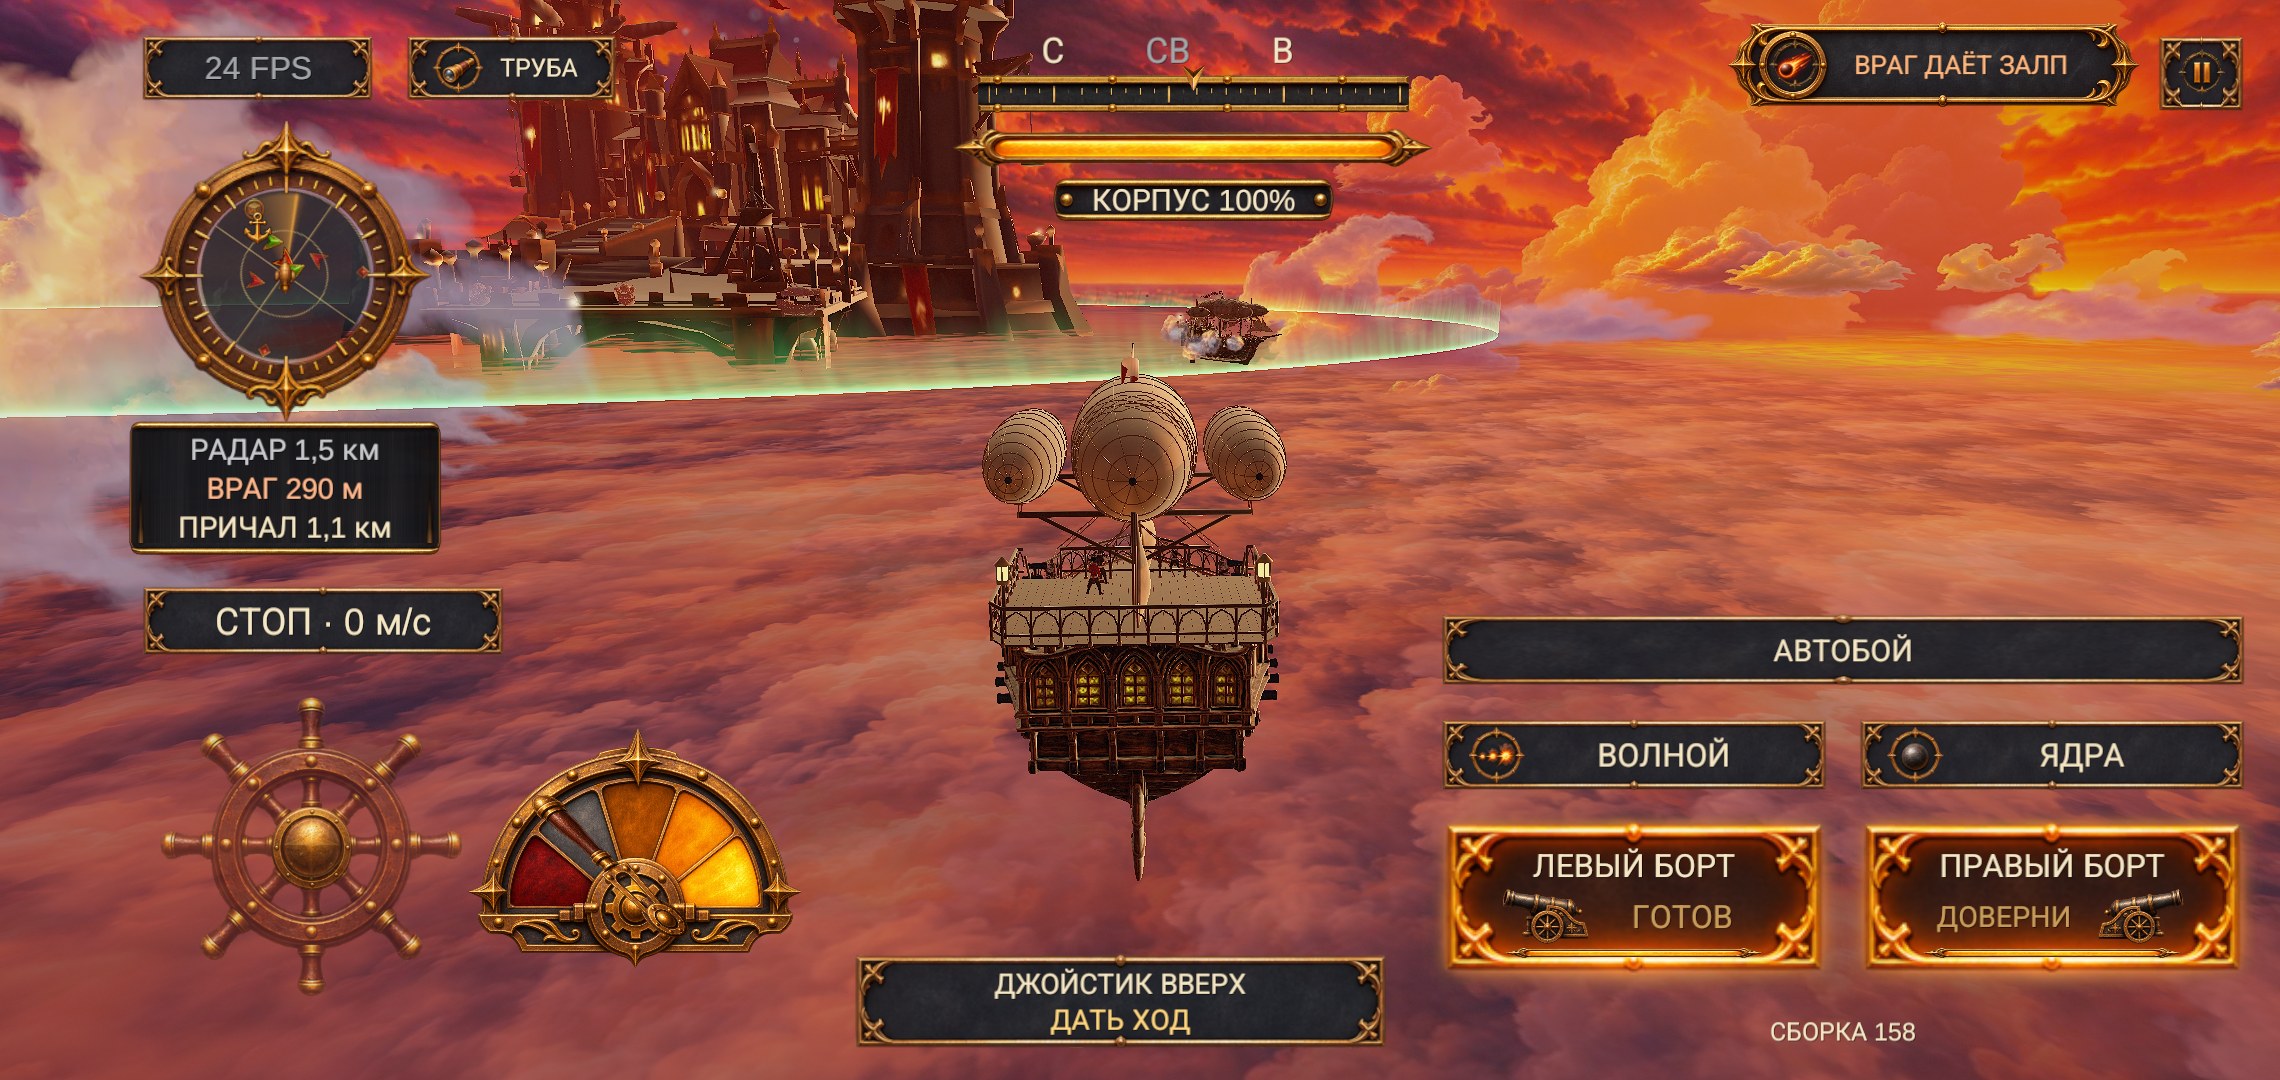 24 FPS
ТРУБА
С СВ В
КОРПУС 100%
ВРАГ ДАЁТ ЗАЛП
РАДАР 1,5 км
ВРАГ 290 м
ПРИЧАЛ 1,1 км
СТОП · 0 м/с
АВТОБОЙ
ВОЛНОЙ
ЯДРА
ЛЕВЫЙ БОРТ
ГОТОВ
ПРАВЫЙ БОРТ
ДОВЕРНИ
ДЖОЙСТИК ВВЕРХ
ДАТЬ ХОД
СБОРКА 158